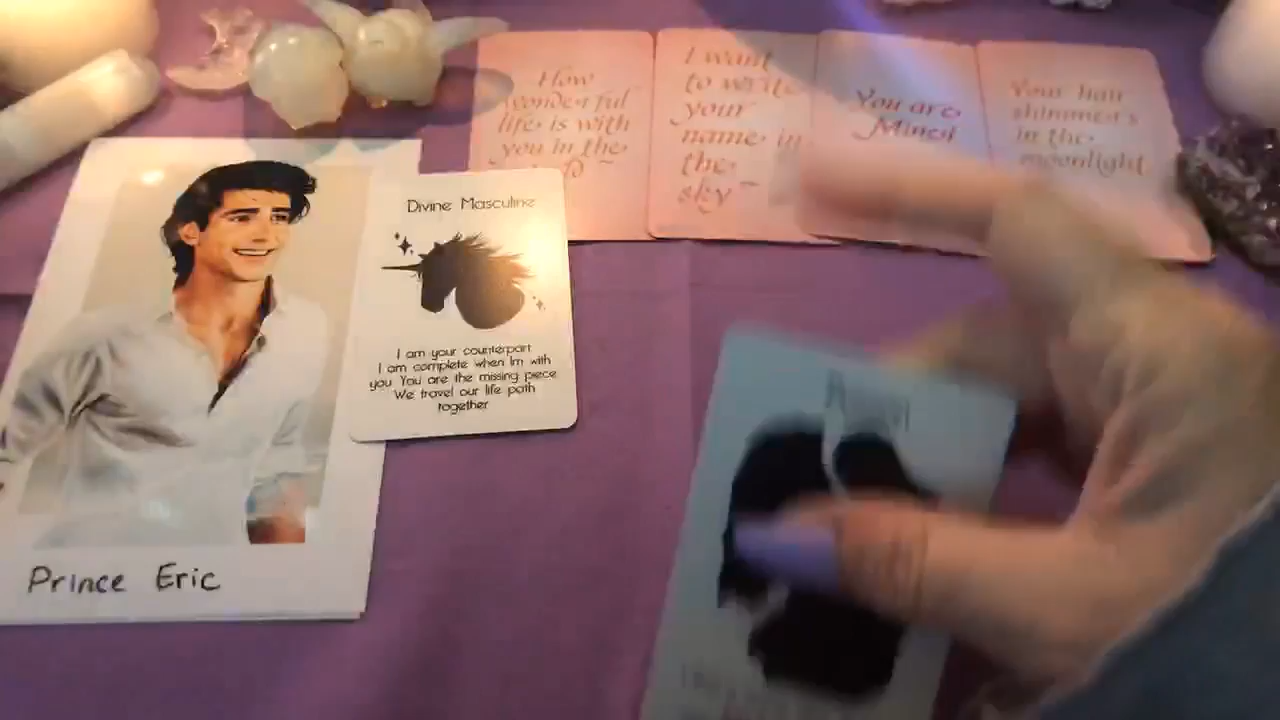 How
wonderful
life is with
you in the
I want
to write
your
name in
the
sky~
You are
Mine!
Your hair
shimmers
in the
moonlight
Divine Masculine
I am your counterpart
I am complete when Im with
you You are the missing piece
We travel our life path
together
Prince Eric